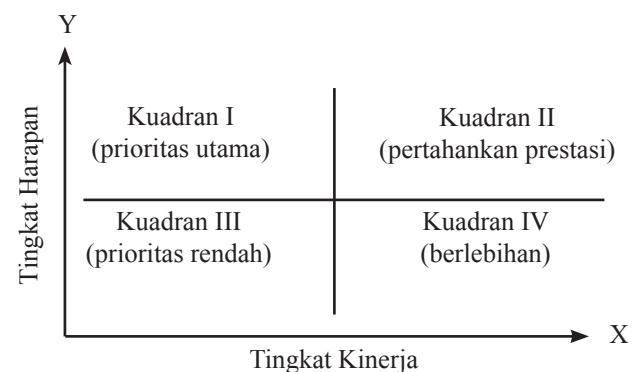 Y
Tingkat Harapan
Kuadran I
(prioritas utama)
Kuadran II
(pertahankan prestasi)
Kuadran III
(prioritas rendah)
Kuadran IV
(berlebihan)
X
Tingkat Kinerja